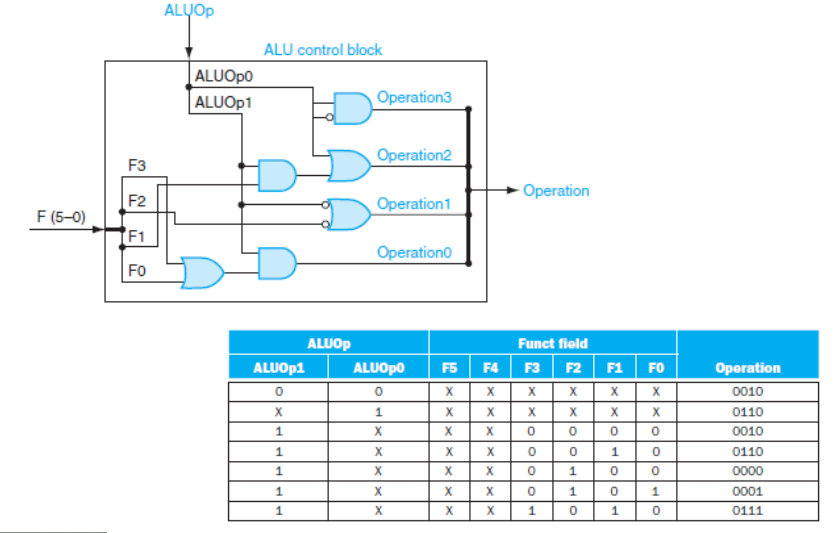 ALUOp
ALU control block
ALUOp0
ALUOp1
Operation3
Operation2
F3
F2
Operation1
Operation
F (5–0)
F1
Operation0
F0
ALUOp Funct field
ALUOp1 ALUOp0 F5 F4 F3 F2 F1 F0 Operation
0 0 X X X X X X 0010
X 1 X X X X X X 0110
1 X X X 0 0 0 0 0010
1 X X X 0 0 1 0 0110
1 X X X 0 1 0 0 0000
1 X X X 0 1 0 1 0001
1 X X X 1 0 1 0 0111